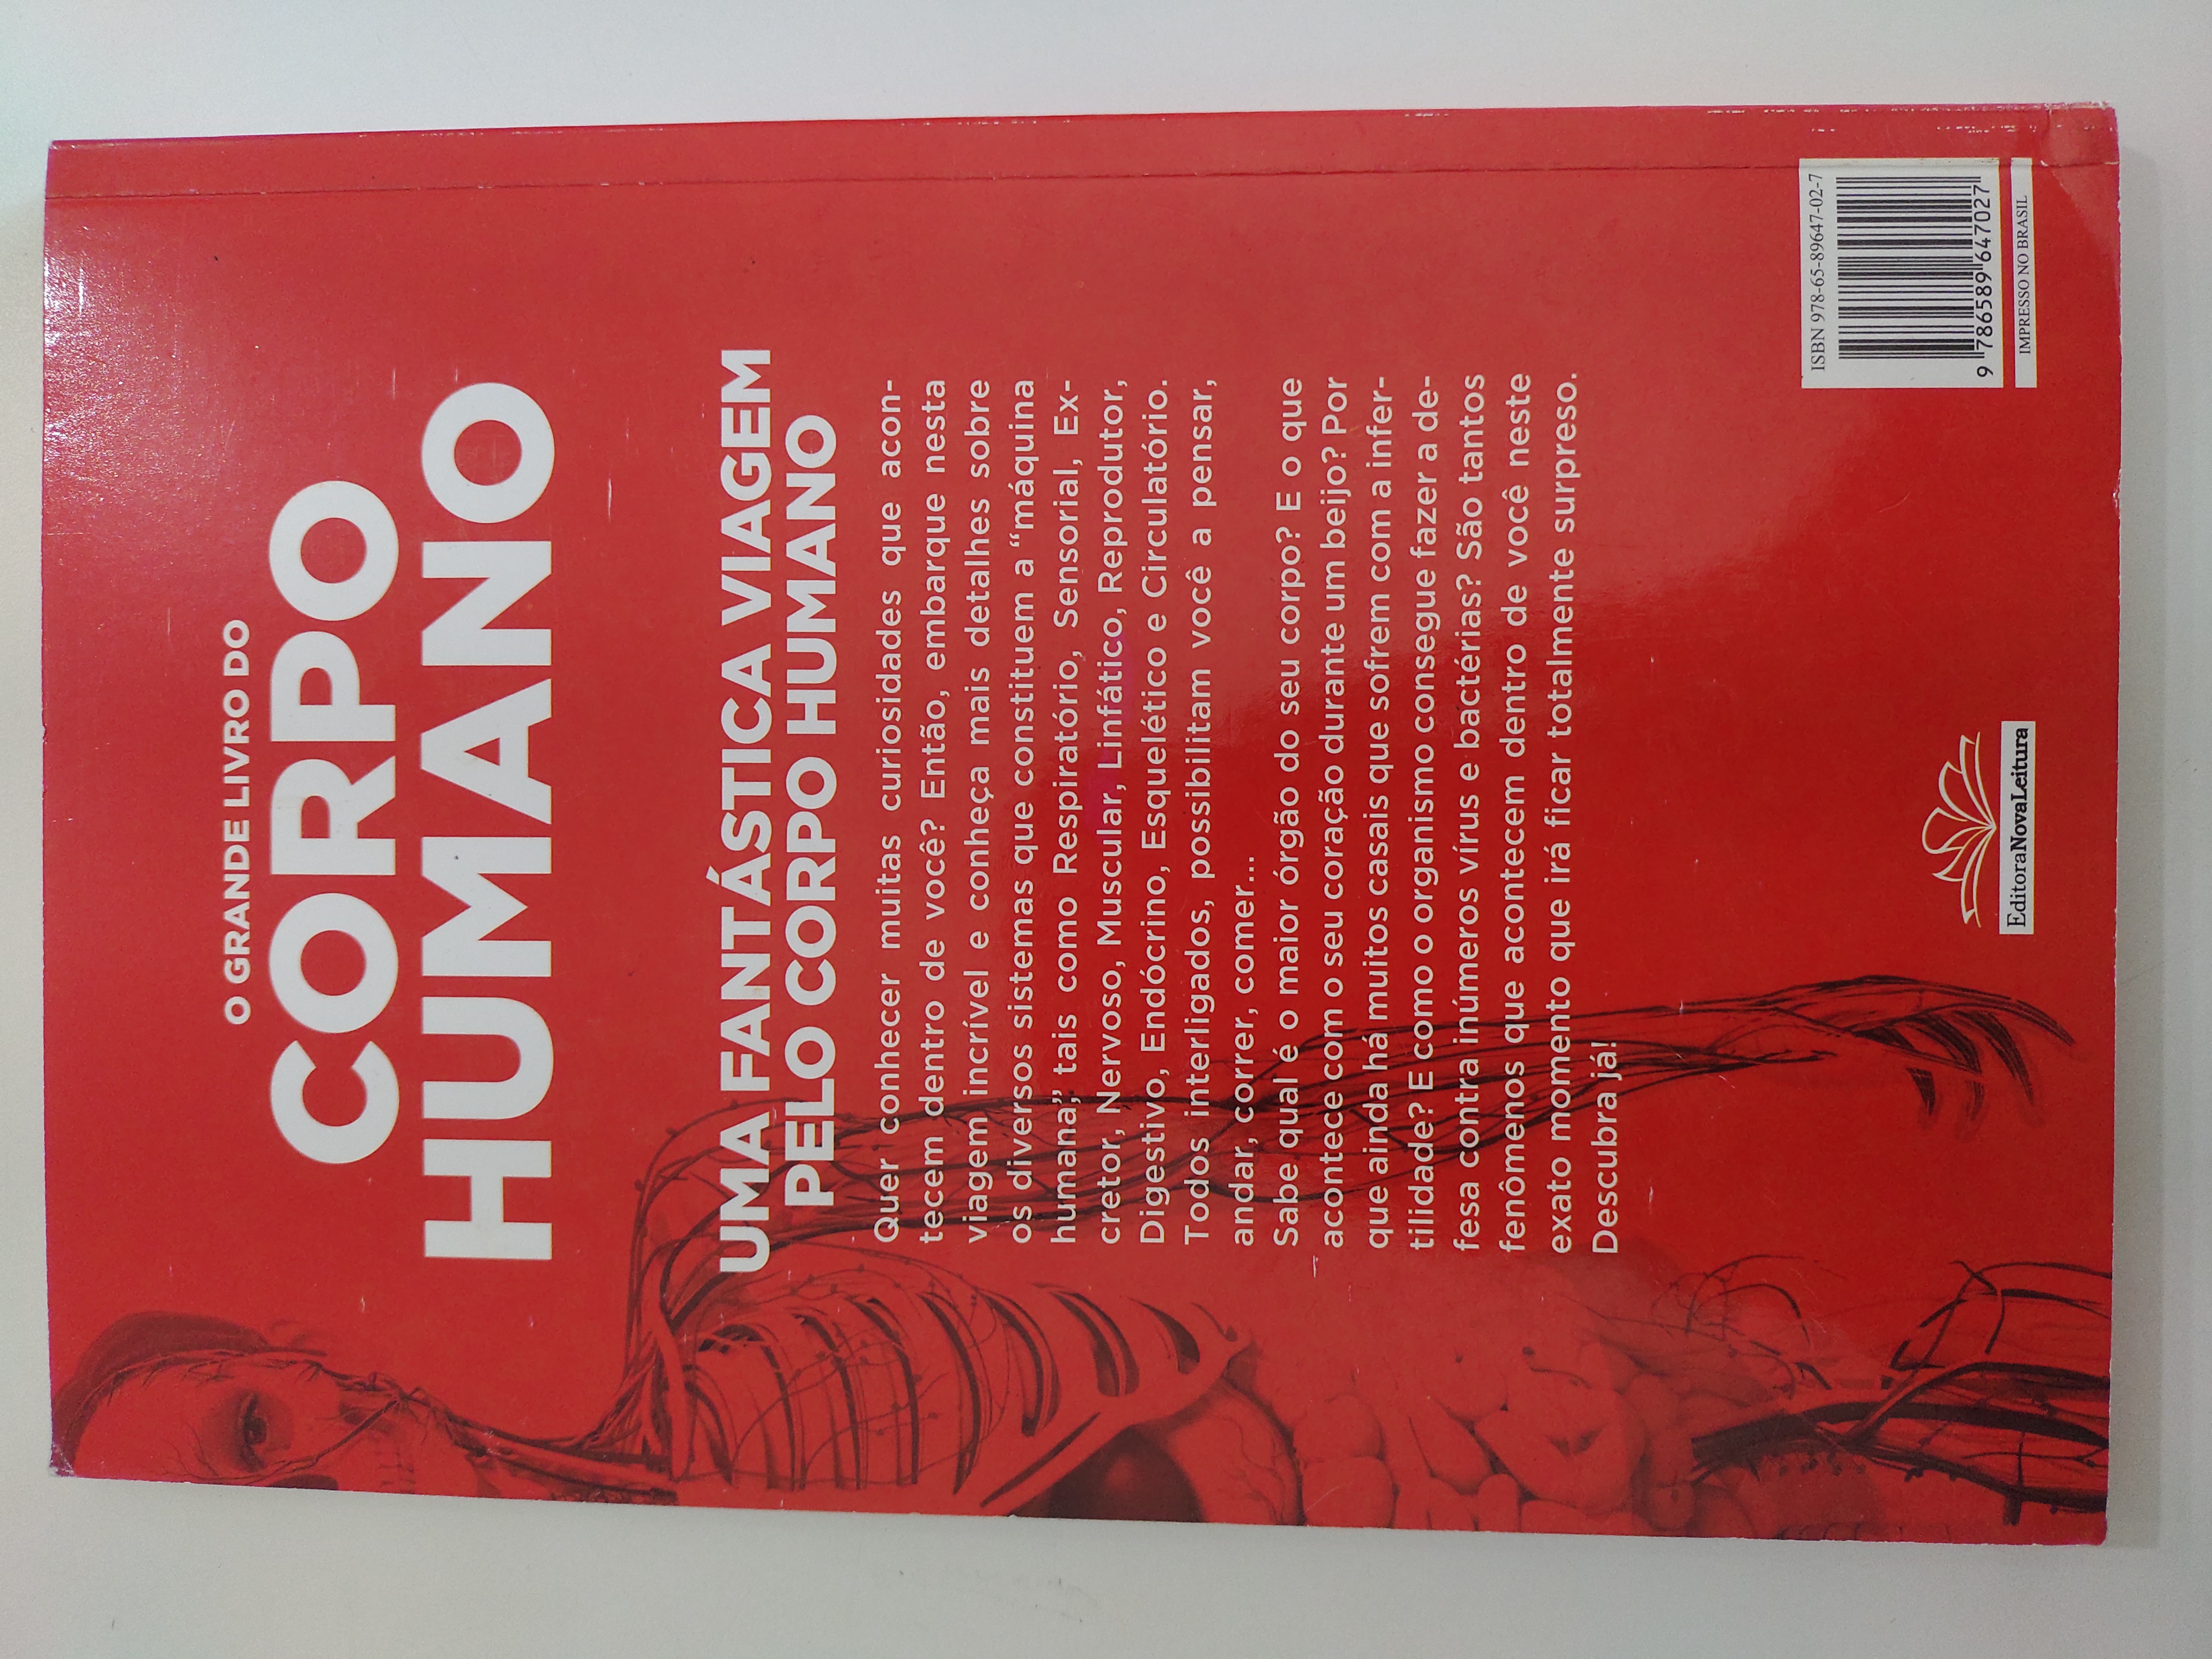 O GRANDE LIVRO DO
CORPO
HUMANO
UMA FANTÁSTICA VIAGEM
PELO CORPO HUMANO
Quer conhecer muitas curiosidades que acon-
tecem dentro de você? Então, embarque nesta
viagem incrível e conheça mais detalhes sobre
os diversos sistemas que constituem a “máquina
humana”, tais como Respiratório, Sensorial, Ex-
cretor, Nervoso, Muscular, Linfático, Reprodutor,
Digestivo, Endócrino, Esquelético e Circulatório.
Todos interligados, possibilitam você a pensar,
andar, correr, comer...
Sabe qual é o maior órgão do seu corpo? E o que
acontece com o seu coração durante um beijo? Por
que ainda há muitos casais que sofrem com a infer-
tilidade? E como o organismo consegue fazer a de-
fesa contra inúmeros vírus e bactérias? São tantos
fenômenos que acontecem dentro de você neste
exato momento que irá ficar totalmente surpreso.
Descubra já!
EditoraNovaLeitura
ISBN 978-65-89647-02-7
9 786589 647027
IMPRESSO NO BRASIL